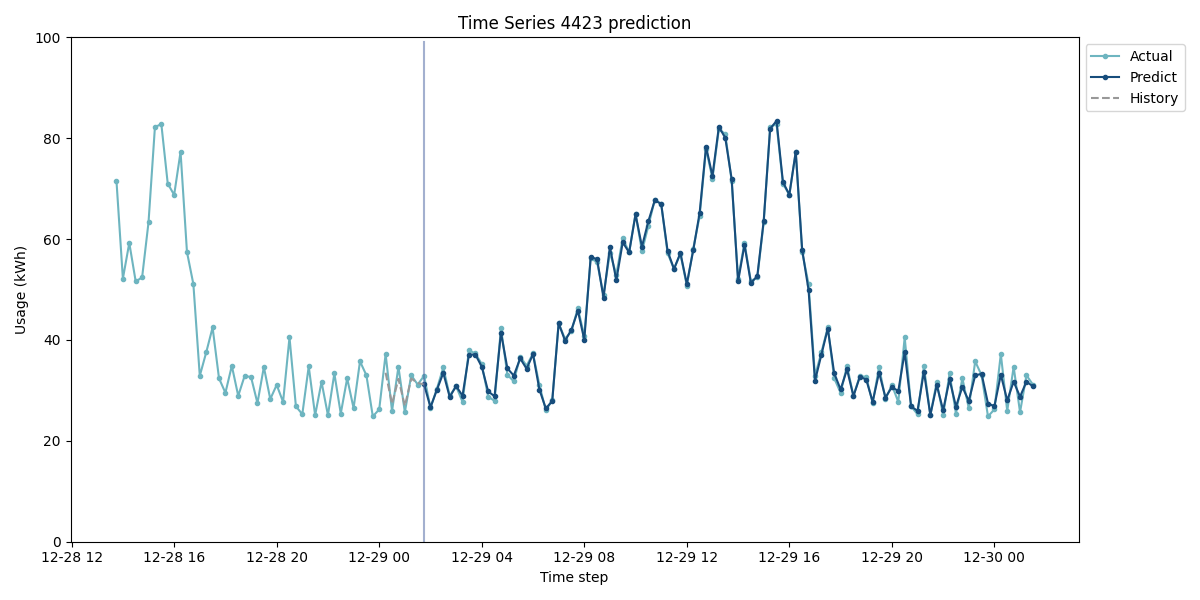 Time Series 4423 prediction
100
80
60
40
20
0
Usage (kWh)
12-28 12
12-28 16
12-28 20
12-29 00
12-29 04
12-29 08
12-29 12
12-29 16
12-29 20
12-30 00
Time step
Actual
Predict
History